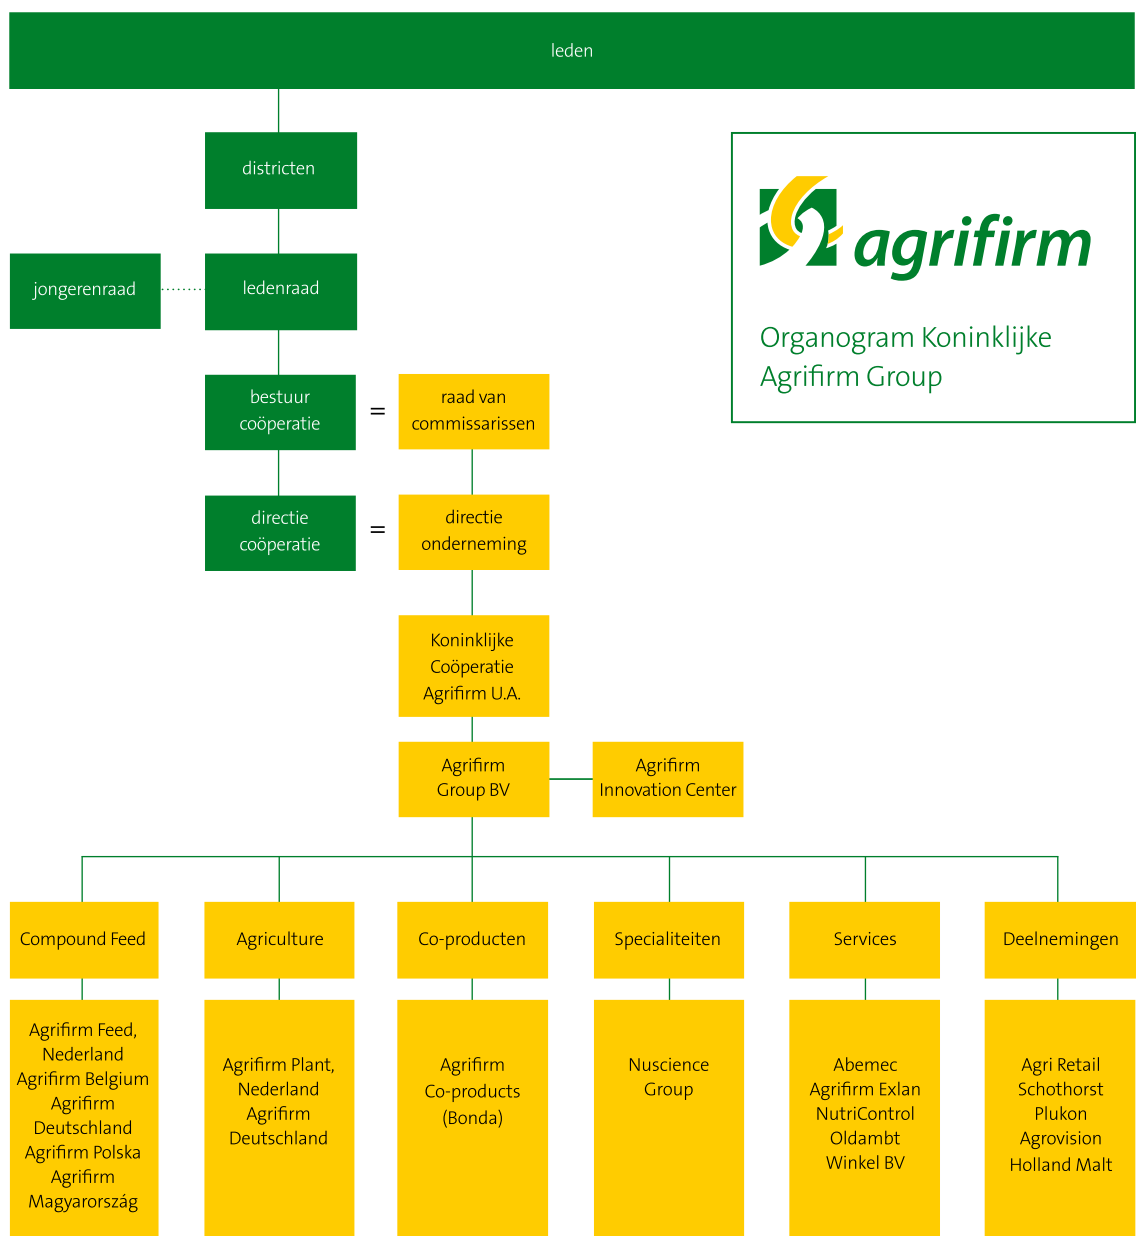 leden
districten
agrifirm
Organogram Koninklijke
Agrifirm Group
jongerenraad
ledenraad
bestuur
coöperatie
=
raad van
commissarissen
directie
coöperatie
=
directie
onderneming
Koninklijke
Coöperatie
Agrifirm U.A.
Agrifirm
Group BV
Agrifirm
Innovation Center
Compound Feed
Agriculture
Co-producten
Specialiteiten
Services
Deelnemingen
Agrifirm Feed,
Nederland
Agrifirm Belgium
Agrifirm
Deutschland
Agrifirm Polska
Agrifirm
Magyarország
Agrifirm Plant,
Nederland
Agrifirm
Deutschland
Agrifirm
Co-products
(Bonda)
Nuscience
Group
Abemec
Agrifirm Exlan
NutriControl
Oldambt
Winkel BV
Agri Retail
Schothorst
Plukon
Agrovision
Holland Malt